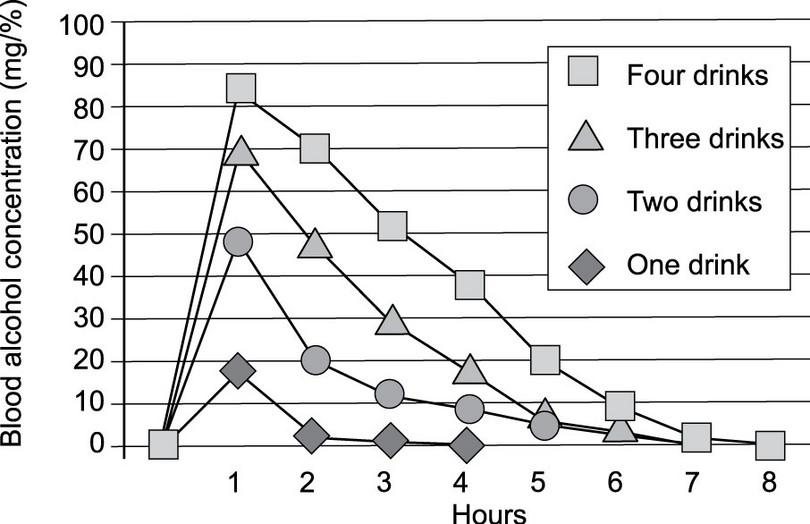 Blood alcohol concentration (mg/%)
100
90
80
70
60
50
40
30
20
10
0
Four drinks
Three drinks
Two drinks
One drink
1 2 3 4 5 6 7 8
Hours